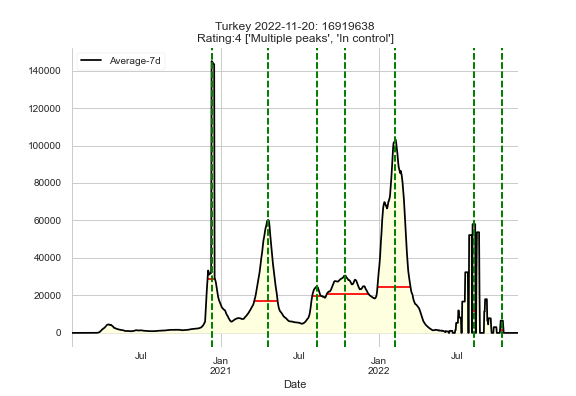 Turkey 2022-11-20: 16919638
Rating:4 ['Multiple peaks', 'In control']
Average-7d
140000
120000
100000
80000
60000
40000
20000
0
Jul
Jan
2021
Jul
Jan
2022
Jul
Date